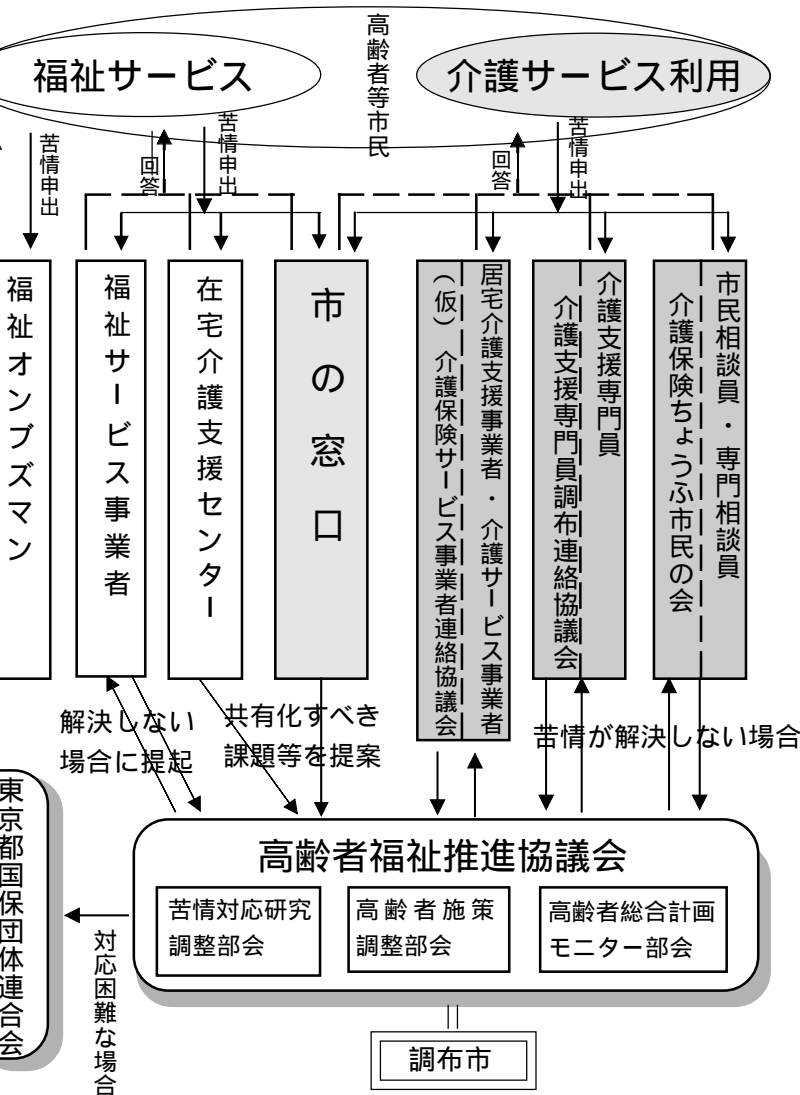 高齢者等市民
福祉サービス
介護サービス利用
苦情申出
回答
苦情申出
回答
苦情申出
福祉オンブズマン
福祉サービス事業者
在宅介護支援センター
市の窓口
居宅介護支援事業者・介護サービス事業者
（仮）介護保険サービス事業者連絡協議会
介護支援専門員
介護支援専門員調布連絡協議会
市民相談員・専門相談員
介護保険ちょうふ市民の会
解決しない
場合に提起
共有化すべき
課題等を提案
苦情が解決しない場合
東京都国保団体連合会
対応困難な場合
高齢者福祉推進協議会
苦情対応研究
調整部会
高齢者施策
調整部会
高齢者総合計画
モニター部会
調布市